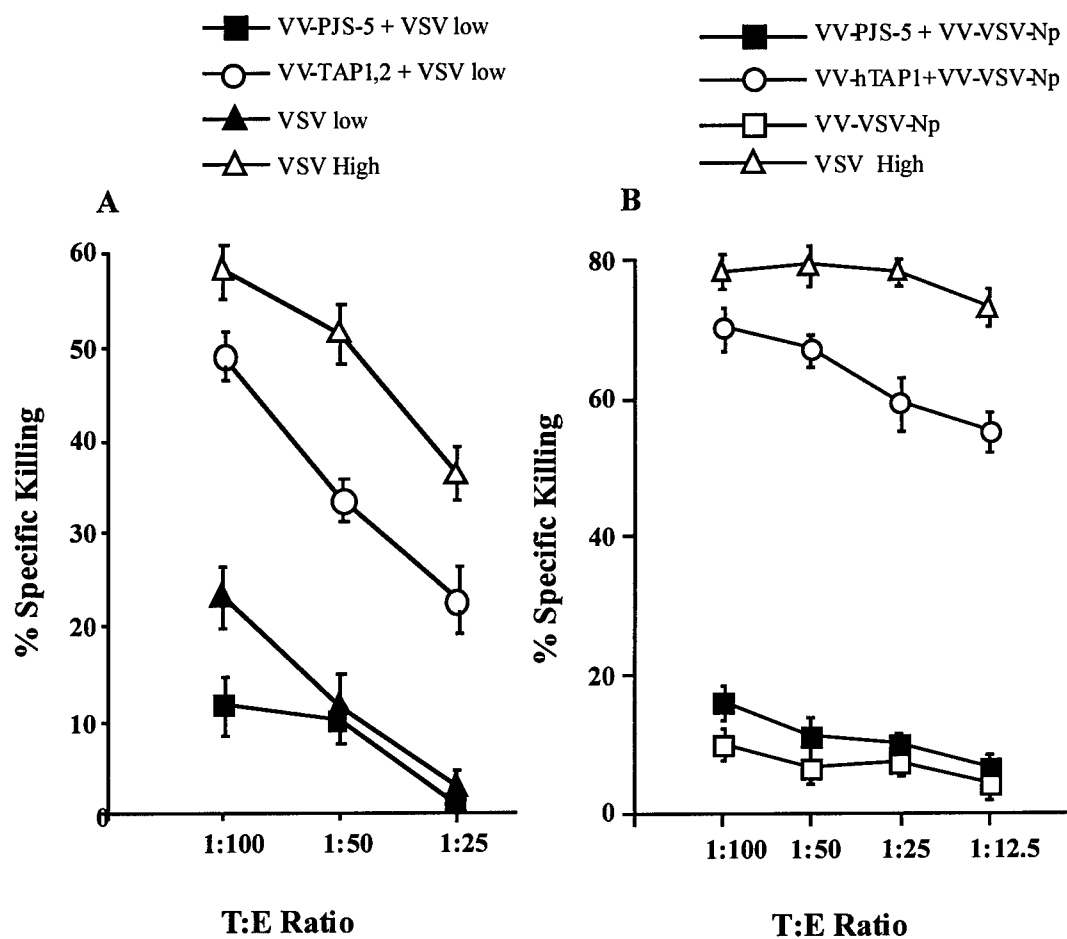 VV-PJS-5 + VSV low
VV-TAP1,2 + VSV low
VSV low
VSV High
A
60
50
40
30
20
10
0
% Specific Killing
1:100 1:50 1:25
T:E Ratio
VV-PJS-5 + VV-VSV-Np
VV-hTAP1+VV-VSV-Np
VV-VSV-Np
VSV High
B
80
60
40
20
0
% Specific Killing
1:100 1:50 1:25 1:12.5
T:E Ratio